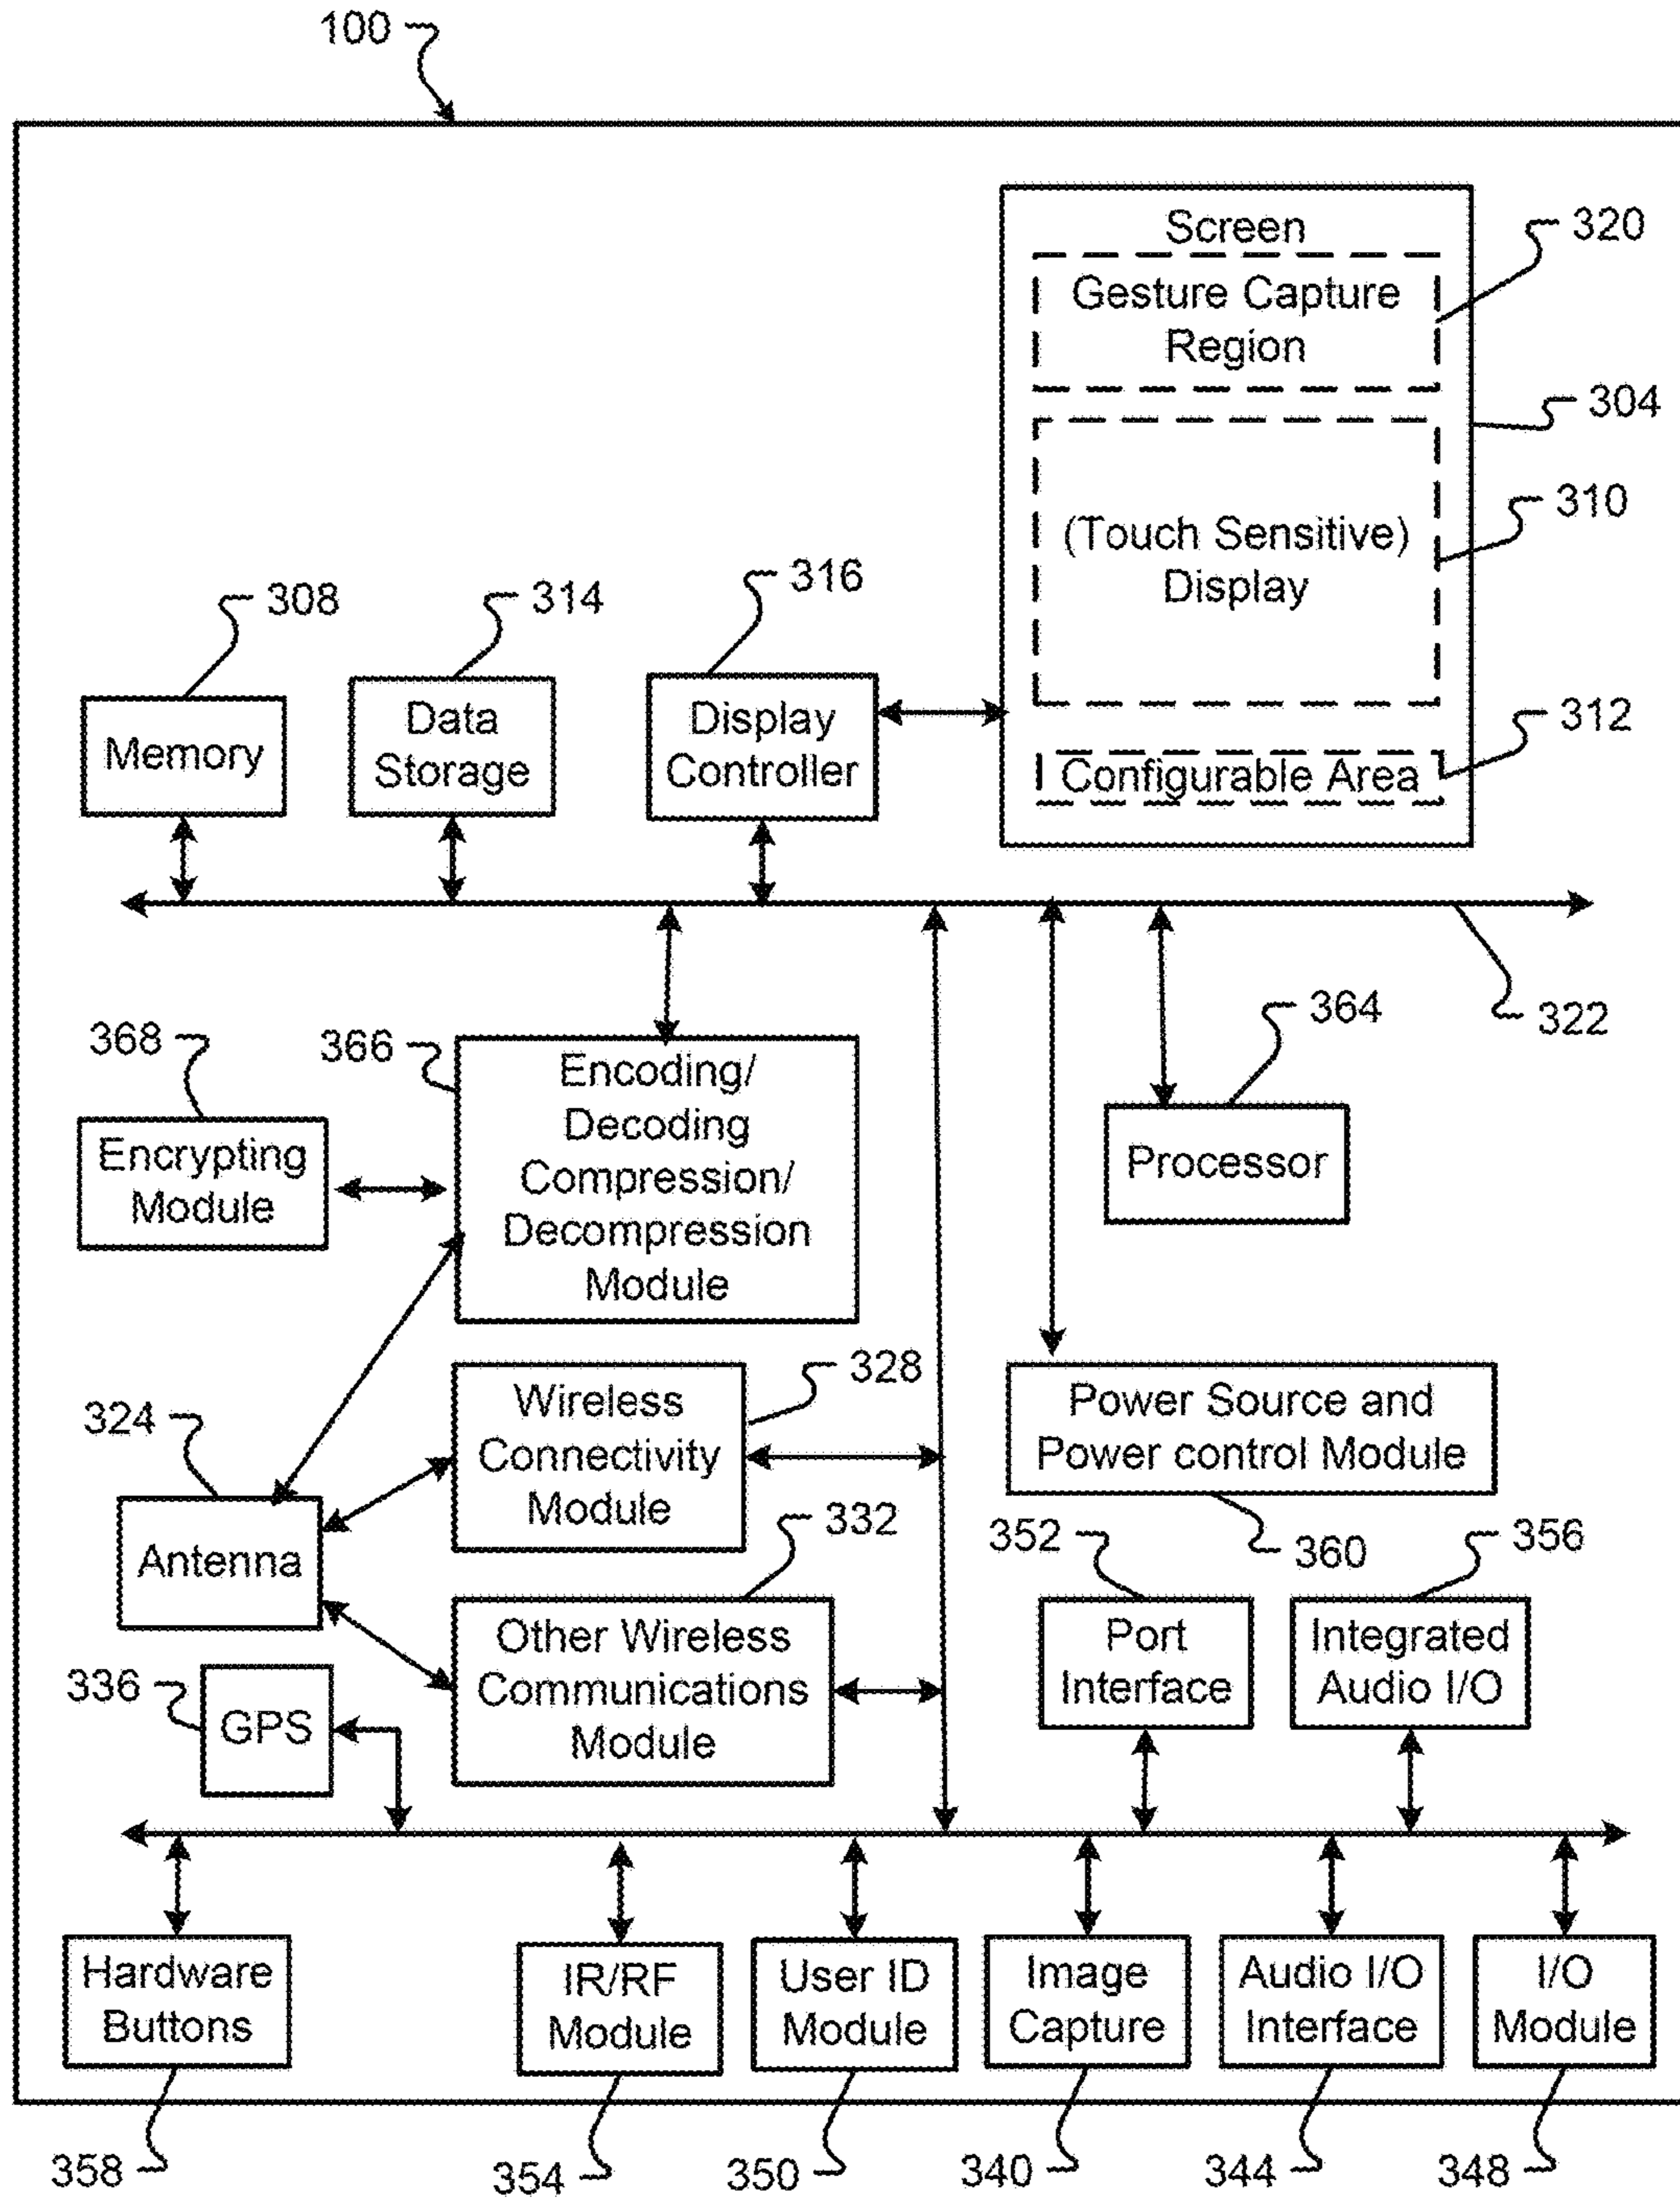 100
Screen
320
Gesture Capture
Region
304
310
(Touch Sensitive)
Display
316
308
314
312
Memory
Data
Storage
Display
Controller
Configurable Area
322
364
368
366
Encoding/
Decoding
Compression/
Decompression
Module
Encrypting
Module
Processor
328
324
Wireless
Connectivity
Module
Power Source and
Power control Module
332
352
360
356
Antenna
Other Wireless
Communications
Module
Port
Interface
Integrated
Audio I/O
336
GPS
Hardware
Buttons
IR/RF
Module
User ID
Module
Image
Capture
Audio I/O
Interface
I/O
Module
358
354
350
340
344
348